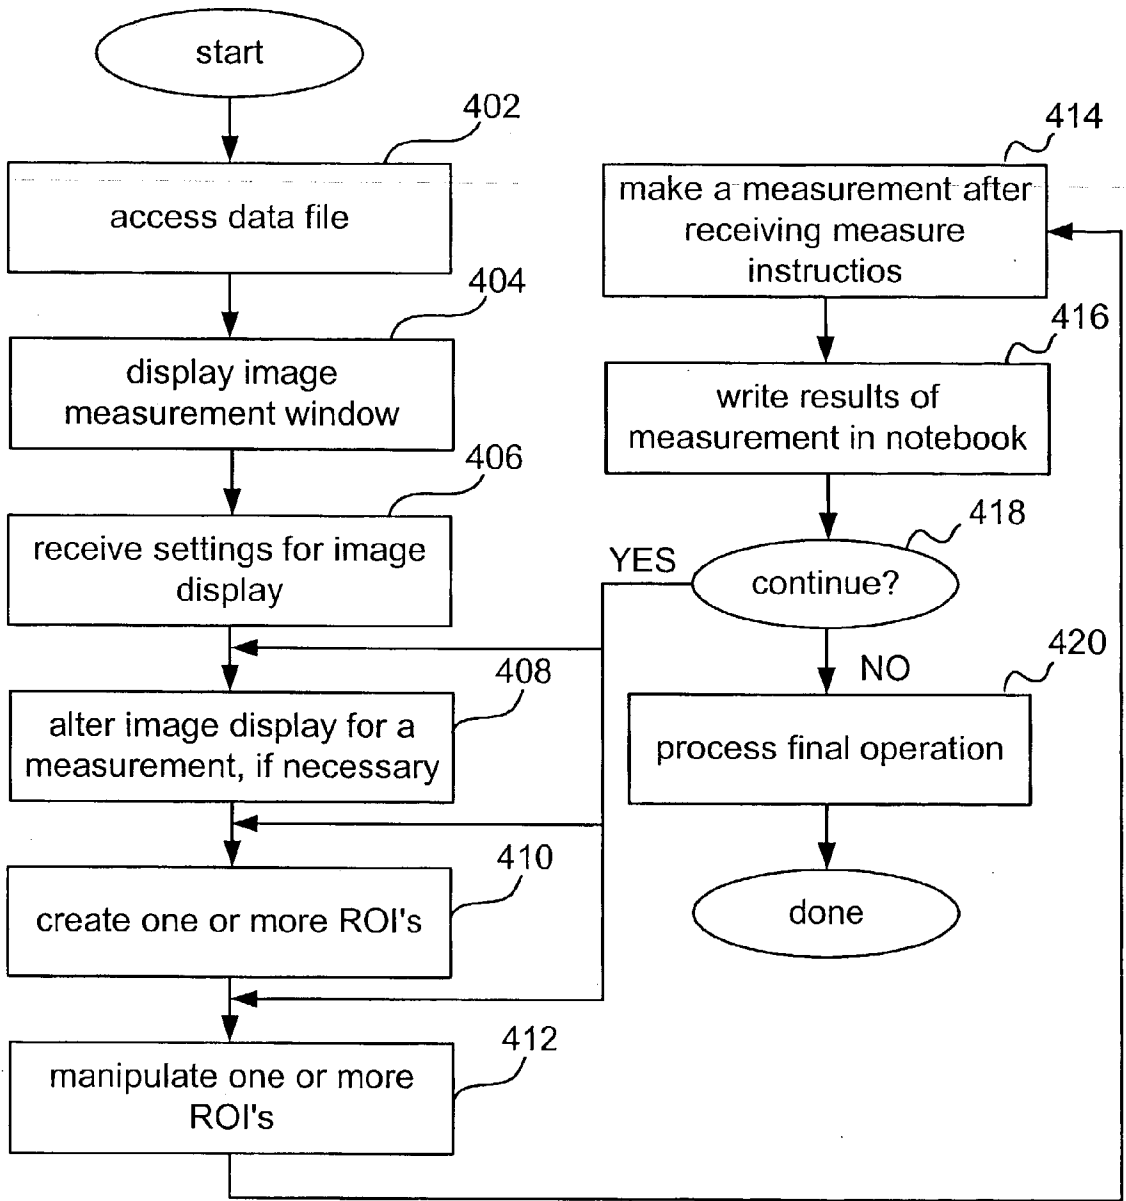 start
402
access data file
404
display image
measurement window
406
receive settings for image
display
408
alter image display for a
measurement, if necessary
410
create one or more ROI's
412
manipulate one or more
ROI's
414
make a measurement after
receiving measure
instructios
416
write results of
measurement in notebook
418
continue?
YES
NO
420
process final operation
done